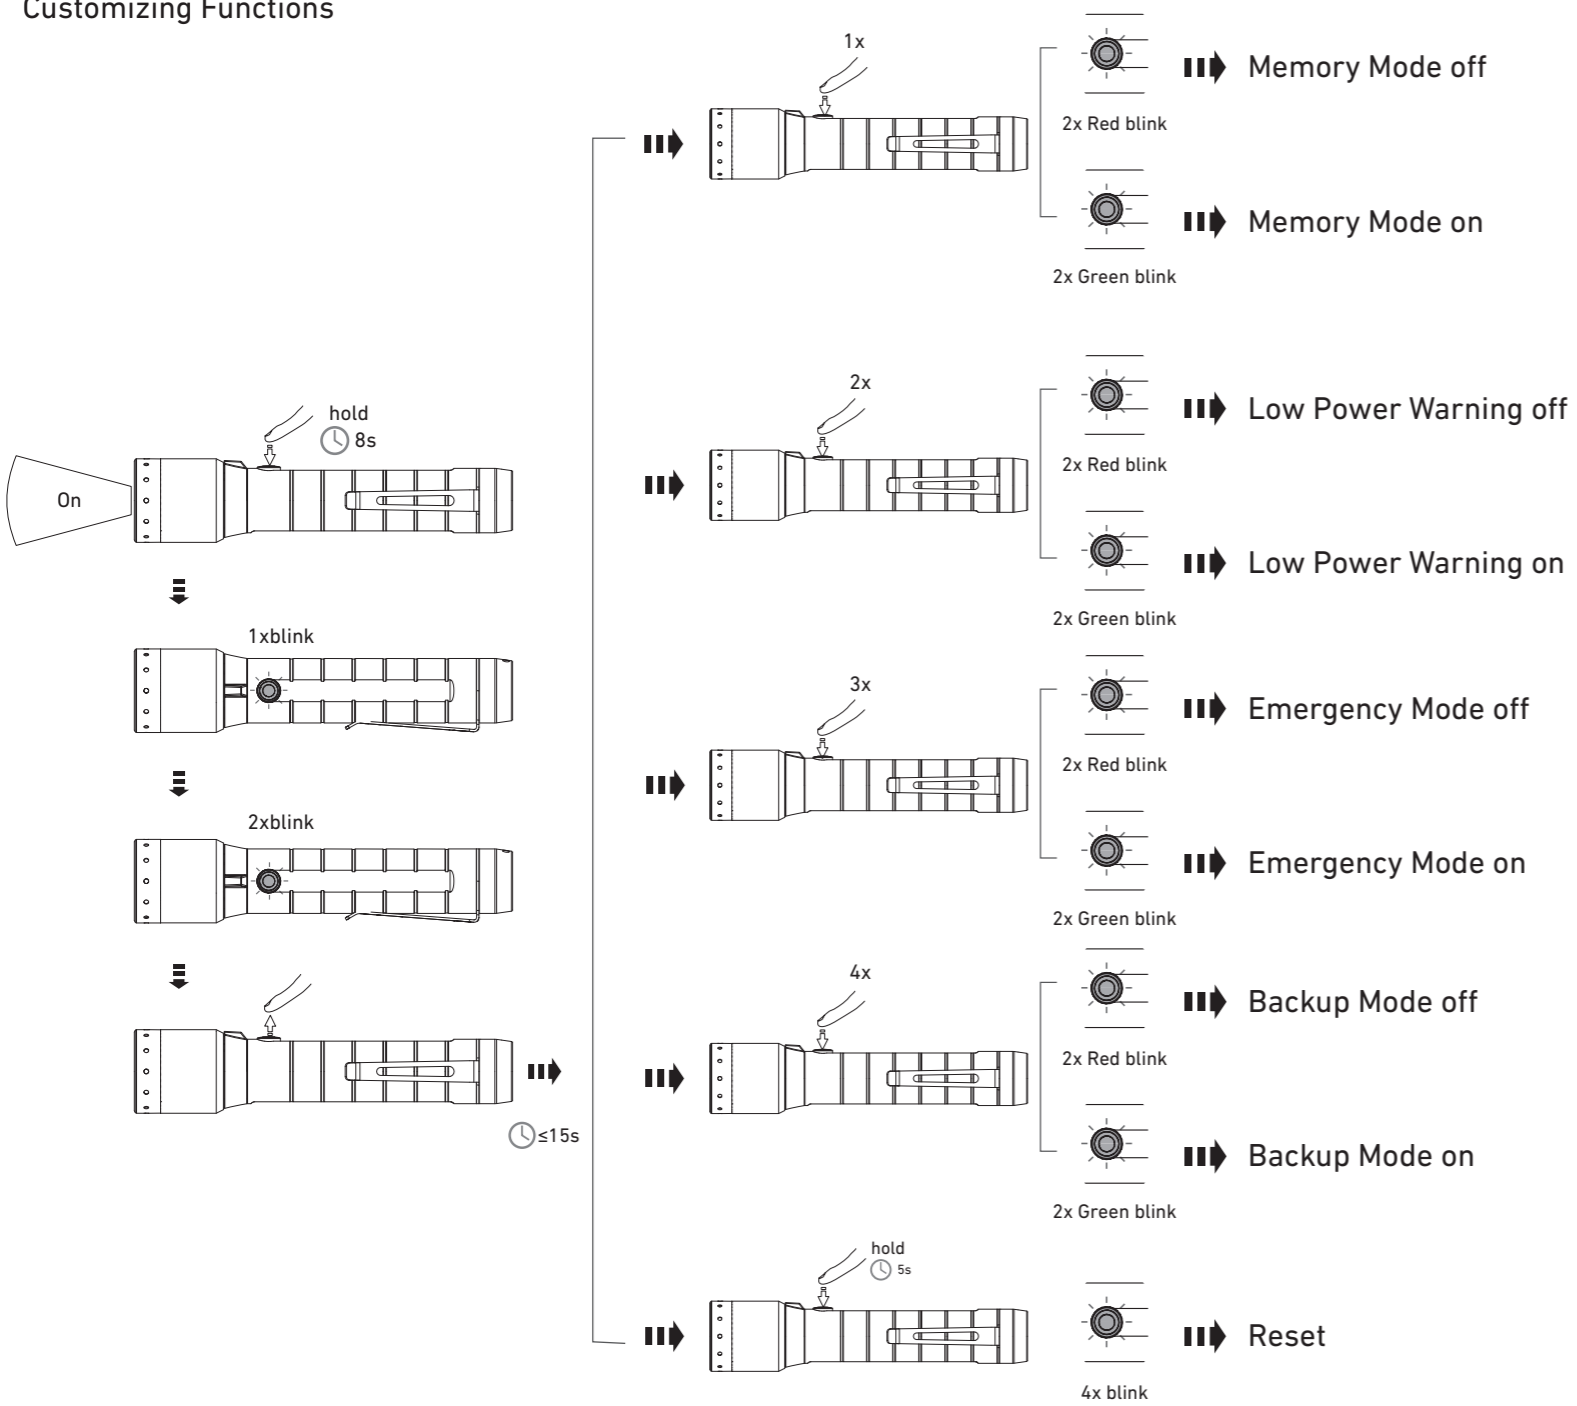 Customizing Functions
1x
2x Red blink
Memory Mode off
2x Green blink
Memory Mode on
On
hold
8s
1xblink
2xblink
≤15s
2x
2x Red blink
Low Power Warning off
2x Green blink
Low Power Warning on
3x
2x Red blink
Emergency Mode off
2x Green blink
Emergency Mode on
4x
2x Red blink
Backup Mode off
2x Green blink
Backup Mode on
hold
5s
4x blink
Reset